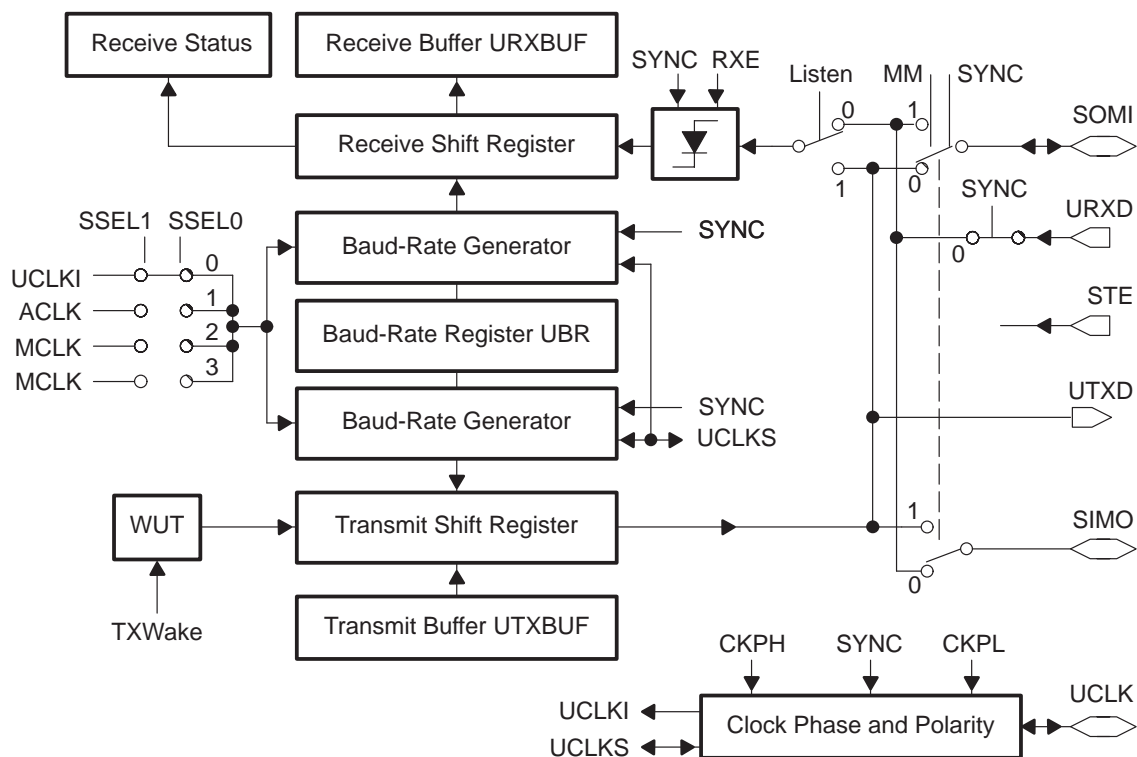 Receive Status
Receive Buffer URXBUF
SYNC RXE
Listen
MM
SYNC
SOMI
0
1
Receive Shift Register
1
0
SYNC
URXD
0
SSEL1 SSEL0
Baud-Rate Generator
SYNC
UCLKI
0
ACLK
1
STE
MCLK
2
Baud-Rate Register UBR
MCLK
3
Baud-Rate Generator
SYNC
UTXD
UCLKS
WUT
Transmit Shift Register
1
SIMO
0
TXWake
Transmit Buffer UTXBUF
CKPH
SYNC
CKPL
UCLK
UCLKI
Clock Phase and Polarity
UCLKS